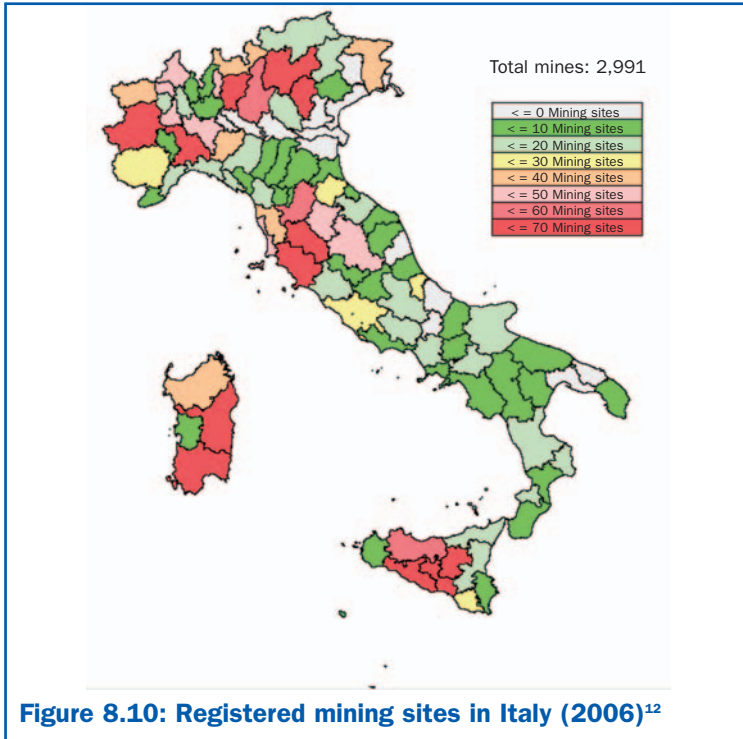 Total mines: 2,991
< = 0 Mining sites
< = 10 Mining sites
< = 20 Mining sites
< = 30 Mining sites
< = 40 Mining sites
< = 50 Mining sites
< = 60 Mining sites
< = 70 Mining sites
Figure 8.10: Registered mining sites in Italy (2006)¹²